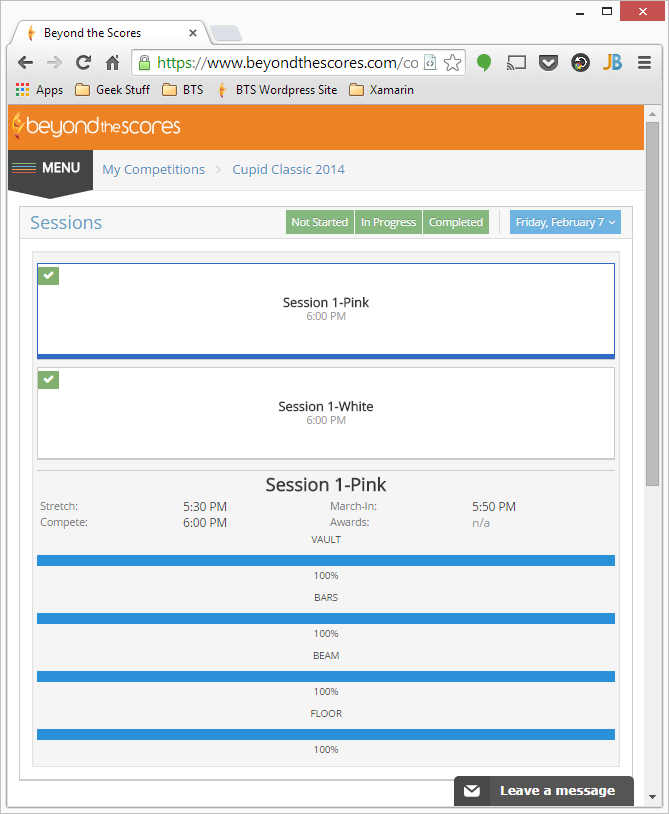 Beyond the Scores
https://www.beyondthescores.com/co
Apps Geek Stuff BTS BTS Wordpress Site Xamarin
JB
beyondthescores
MENU My Competitions Cupid Classic 2014
Sessions Not Started In Progress Completed Friday, February 7
Session 1-Pink
6:00 PM
Session 1-White
6:00 PM
Session 1-Pink
Stretch: 5:30 PM March-In: 5:50 PM
Compete: 6:00 PM Awards: n/a
VAULT
100%
BARS
100%
BEAM
100%
FLOOR
100%
Leave a message